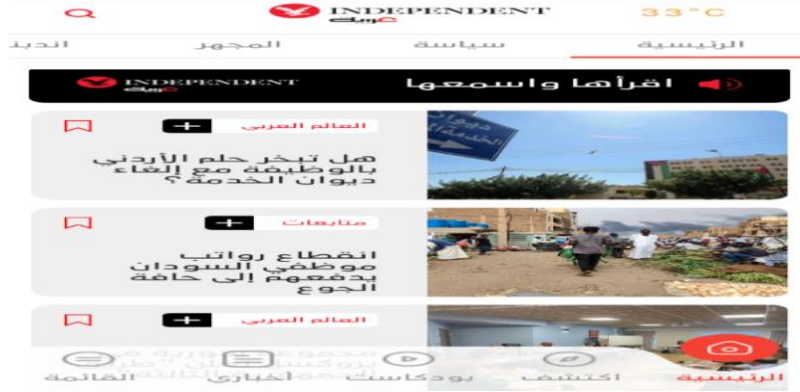 33°C
INDEPENDENT
عربية
الرئيسية
سياسة
المجهر
اقرأها واسمعها
INDEPENDENT
عربية
العالم العربي
هل تبخر حلم الأردني
بالوظيفة مع إلغاء
ديوان الخدمة؟
ديوان
متابعات
انقطاع رواتب
موظفي السودان
يدفعهم إلى حافة
الجوع
العالم العربي
الرئيسية
اكتشف
بودكاست
أخباري
القائمة